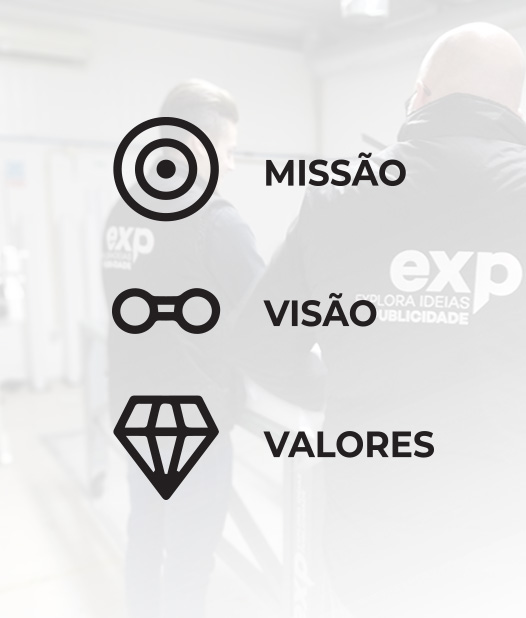 MISSÃO
exp
exp
EXPLORA IDEIAS
PUBLICIDADE
VISÃO
VALORES